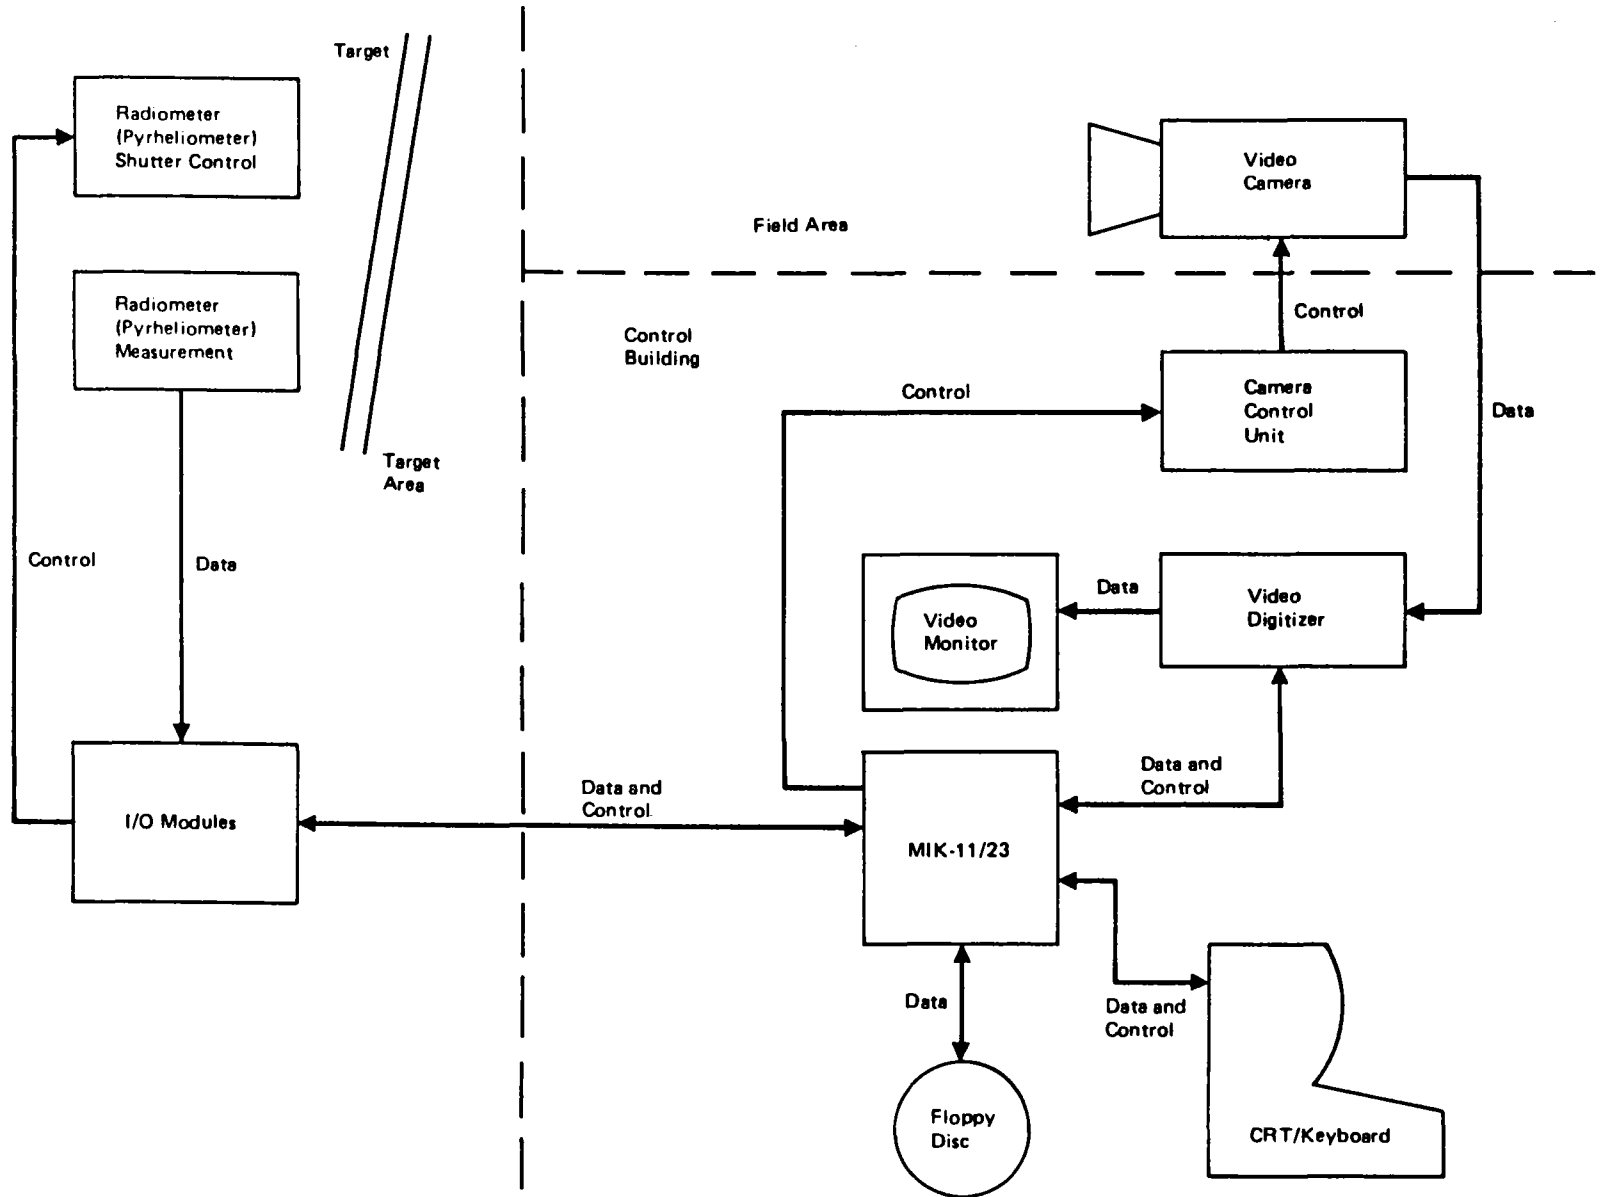 Target
Radiometer
(Pyrheliometer)
Shutter Control
Video
Camera
Field Area
Radiometer
(Pyrheliometer)
Measurement
Control
Control
Building
Control
Camera
Control
Unit
Data
Target
Area
Control
Data
Data
Video
Monitor
Video
Digitizer
Data and
Control
Data and
Control
I/O Modules
MIK-11/23
Data
Data and
Control
Floppy
Disc
CRT/Keyboard